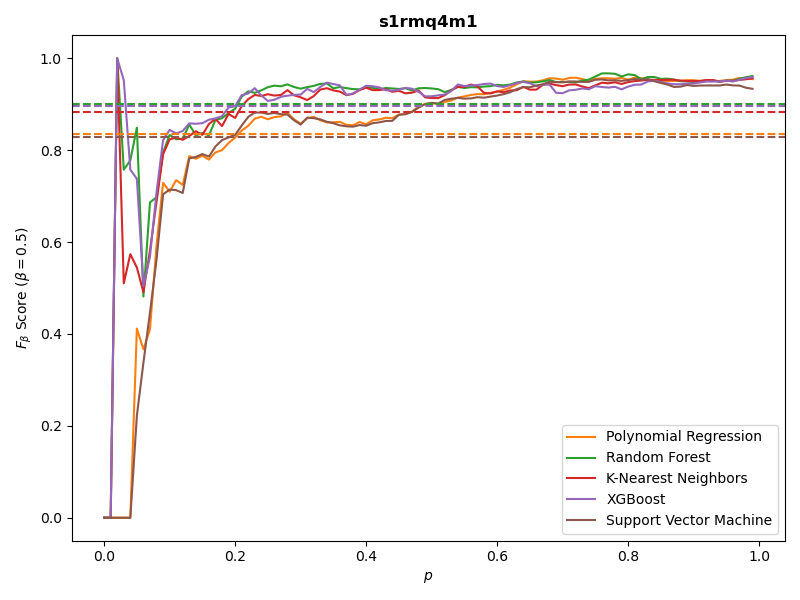 s1rmq4m1
1.0
0.8
0.6
0.4
0.2
0.0
Fβ Score (β = 0.5)
0.0 0.2 0.4 0.6 0.8 1.0
p
Polynomial Regression
Random Forest
K-Nearest Neighbors
XGBoost
Support Vector Machine